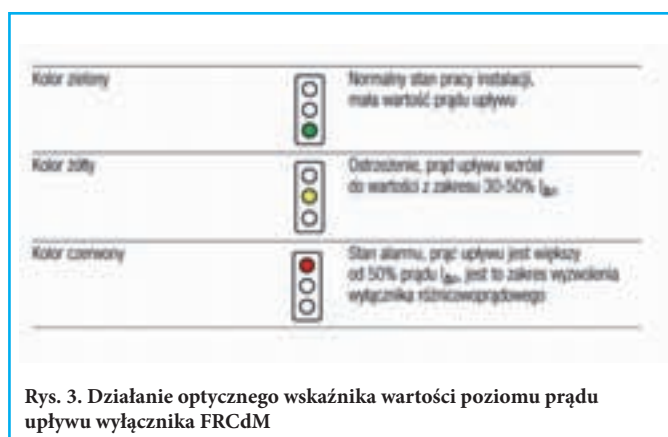 Kolor zielony
Normalny stan pracy instalacji,
mała wartość prądu upływu
Kolor żółty
Ostrzeżenie, prąd upływu wzrósł
do wartości z zakresu 30-50% I∆n
Kolor czerwony
Stan alarmu, prąd upływu jest większy
od 50% prądu I∆n, jest to zakres wyzwolenia
wyłącznika różnicowoprądowego
Rys. 3. Działanie optycznego wskaźnika wartości poziomu prądu
upływu wyłącznika FRCdM